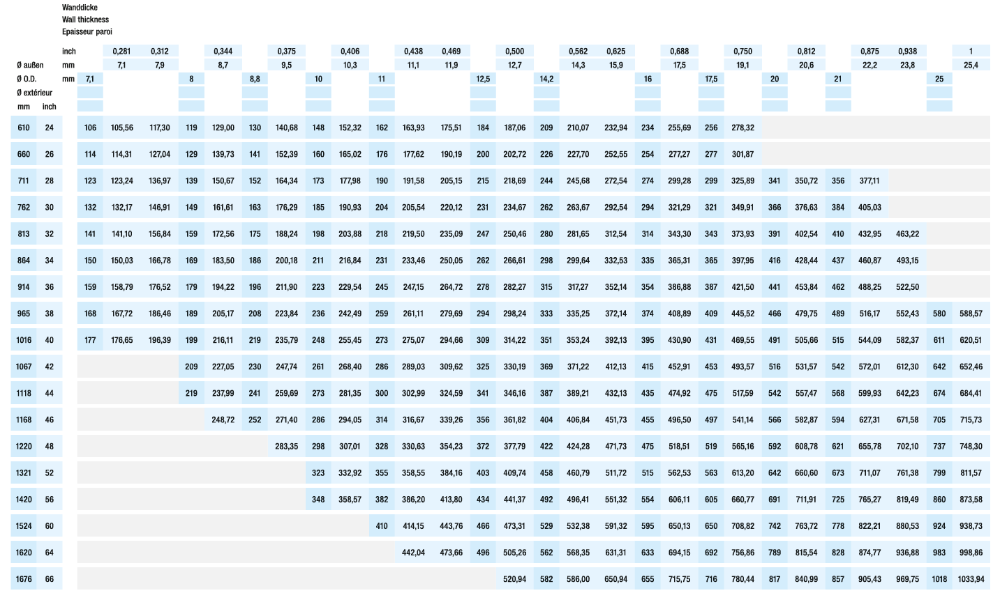 Wanddicke
Wall thickness
Epaisseur paroi
inch 0,281 0,312 0,344 0,375 0,406 0,438 0,469 0,500 0,562 0,625 0,688 0,750 0,812 0,875 0,938 1
Ø außen mm 7,1 7,9 8,7 9,5 10,3 11,1 11,9 12,7 14,3 15,9 17,5 19,1 20,6 22,2 23,8 25,4
Ø O.D. mm 7,1 8 8,8 10 11 12,5 14,2 16 17,5 20 21 25
Ø extérieur
mm inch
610 24 106 105,56 117,30 119 129,00 130 140,68 148 152,32 162 163,93 175,51 184 187,06 209 210,07 232,94 234 255,69 256 278,32
660 26 114 114,31 127,04 129 139,73 141 152,39 160 165,02 176 177,62 190,19 200 202,72 226 227,70 252,55 254 277,27 277 301,87
711 28 123 123,24 136,97 139 150,67 152 164,34 173 177,98 190 191,58 205,15 215 218,69 244 245,68 272,54 274 299,28 299 325,89 341 350,72 356 377,11
762 30 132 132,17 146,91 149 161,61 163 176,29 185 190,93 204 205,54 220,12 231 234,67 262 263,67 292,54 294 321,29 321 349,91 366 376,63 384 405,03
813 32 141 141,10 156,84 159 172,56 175 188,24 198 203,88 218 219,50 235,09 247 250,46 280 281,65 312,54 314 343,30 343 373,93 391 402,54 410 432,95 463,22
864 34 150 150,03 166,78 169 183,50 186 200,18 211 216,84 231 233,46 250,05 262 266,61 298 299,64 332,53 335 365,31 365 397,95 416 428,44 437 460,87 493,15
914 36 159 158,79 176,52 179 194,22 196 211,90 223 229,54 245 247,15 264,72 278 282,27 315 317,27 352,14 354 386,88 387 421,50 441 453,84 462 488,25 522,50
965 38 168 167,72 186,46 189 205,17 208 223,84 236 242,49 259 261,11 279,69 294 298,24 333 335,25 372,14 374 408,89 409 445,52 466 479,75 489 516,17 552,43 580 588,57
1016 40 177 176,65 196,39 199 216,11 219 235,79 248 255,45 273 275,07 294,66 309 314,22 351 353,24 392,13 395 430,90 431 469,55 491 505,66 515 544,09 582,37 611 620,51
1067 42 209 227,05 230 247,74 261 268,40 286 289,03 309,62 325 330,19 369 371,22 412,13 415 452,91 453 493,57 516 531,57 542 572,01 612,30 642 652,46
1118 44 219 237,99 241 259,69 273 281,35 300 302,99 324,59 341 346,16 387 389,21 432,13 435 474,92 475 517,59 542 557,47 568 599,93 642,23 674 684,41
1168 46 248,72 252 271,40 286 294,05 314 316,67 339,26 356 361,82 404 406,84 451,73 455 496,50 497 541,14 566 582,87 594 627,31 671,58 705 715,73
1220 48 283,35 298 307,01 328 330,63 354,23 372 377,79 422 424,28 471,73 475 518,51 519 565,16 592 608,78 621 655,78 702,10 737 748,30
1321 52 323 332,92 355 358,55 384,16 403 409,74 458 460,79 511,72 515 562,53 563 613,20 642 660,60 673 711,07 761,38 799 811,57
1420 56 348 358,57 382 386,20 413,80 434 441,37 492 496,41 551,32 554 606,11 605 660,77 691 711,91 725 765,27 819,49 860 873,58
1524 60 410 414,15 443,76 466 473,31 529 532,38 591,32 595 650,13 650 708,82 742 763,72 778 822,21 880,53 924 938,73
1620 64 442,04 473,66 496 505,26 562 568,35 631,31 633 694,15 692 756,86 789 815,54 828 874,77 936,88 983 998,86
1676 66 520,94 582 586,00 650,94 655 715,75 716 780,44 817 840,99 857 905,43 969,75 1018 1033,94